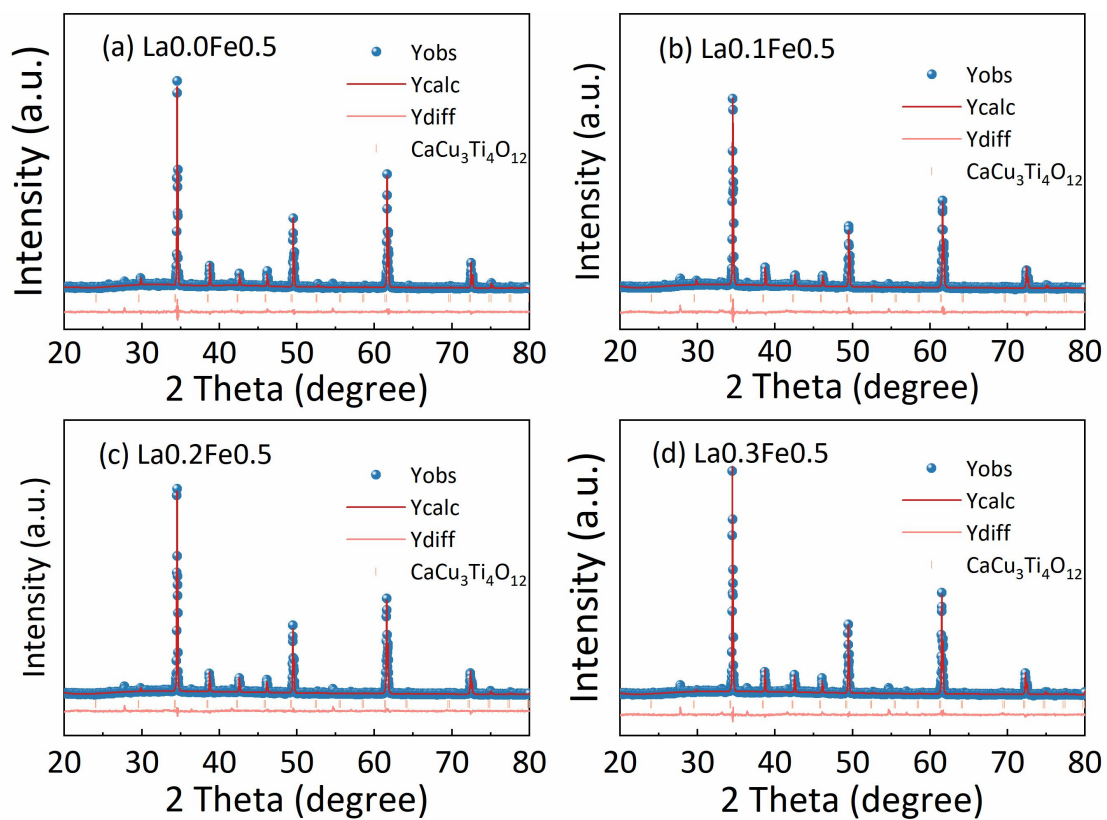 (a) La0.0Fe0.5
Yobs
Ycalc
Ydiff
CaCu₃Ti₄O₁₂
Intensity (a.u.)
20 30 40 50 60 70 80
2 Theta (degree)
(b) La0.1Fe0.5
Yobs
Ycalc
Ydiff
CaCu₃Ti₄O₁₂
Intensity (a.u.)
20 30 40 50 60 70 80
2 Theta (degree)
(c) La0.2Fe0.5
Yobs
Ycalc
Ydiff
CaCu₃Ti₄O₁₂
Intensity (a.u.)
20 30 40 50 60 70 80
2 Theta (degree)
(d) La0.3Fe0.5
Yobs
Ycalc
Ydiff
CaCu₃Ti₄O₁₂
Intensity (a.u.)
20 30 40 50 60 70 80
2 Theta (degree)